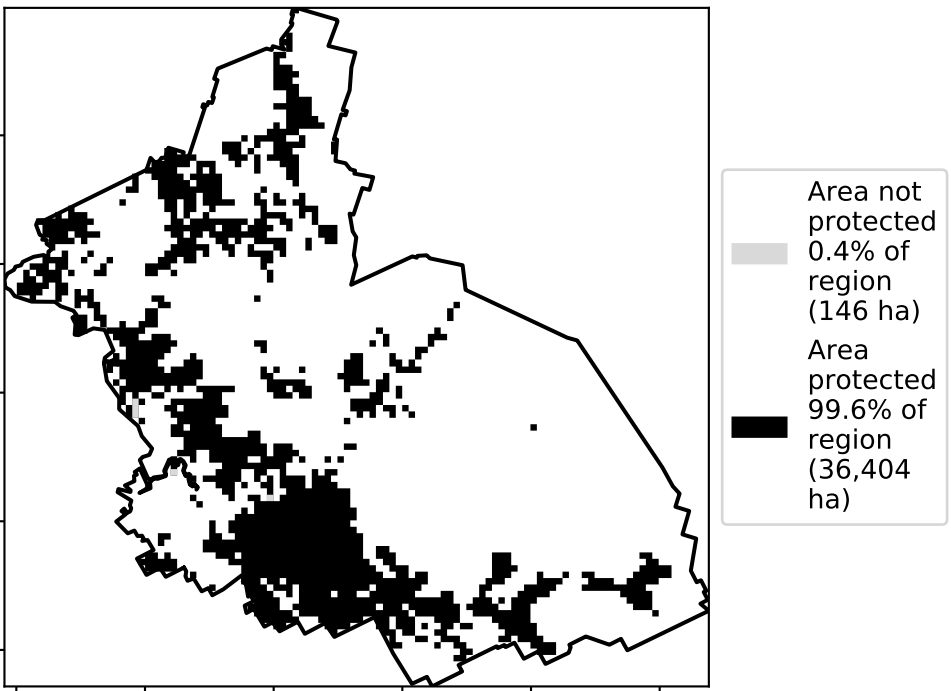 Area not
protected
0.4% of
region
(146 ha)
Area
protected
99.6% of
region
(36,404
ha)